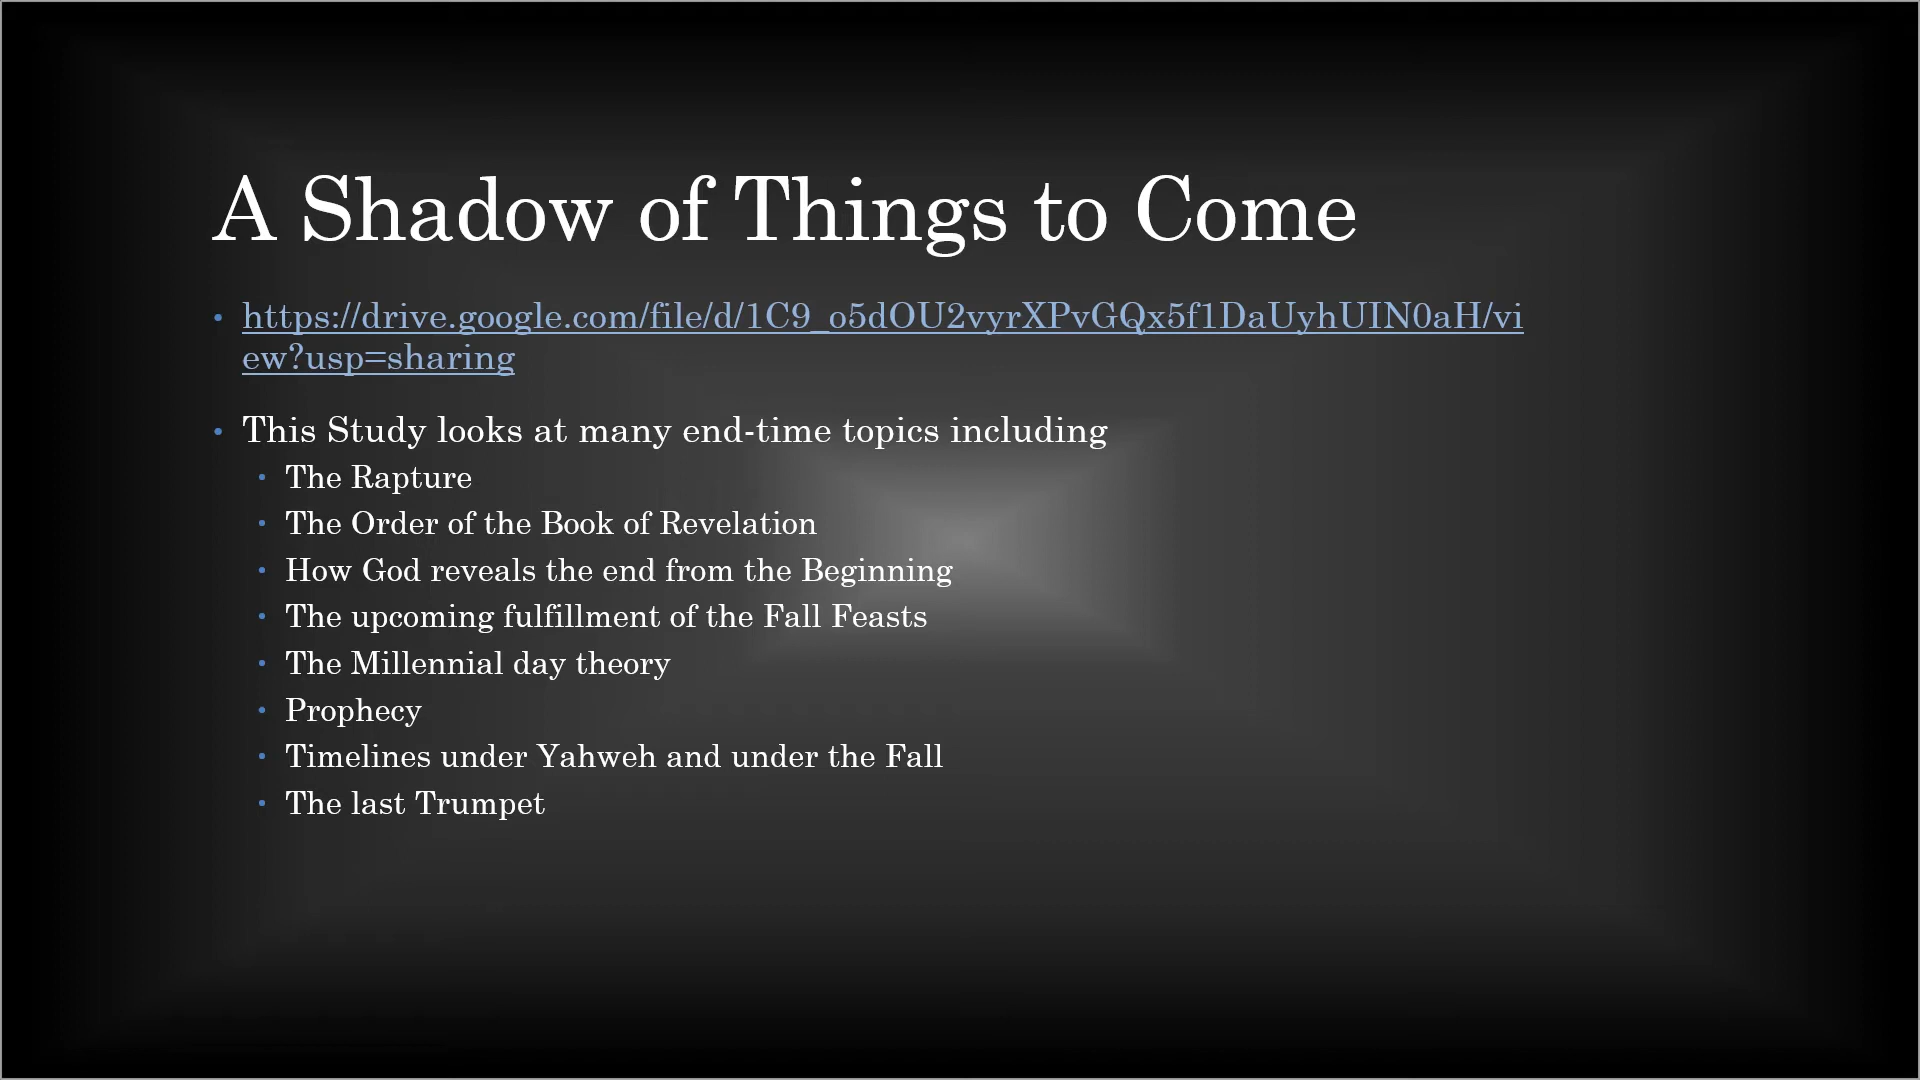 A Shadow of Things to Come
• https://drive.google.com/file/d/1C9_o5dOU2vyrXPvGQx5f1DaUyhUIN0aH/vi
ew?usp=sharing
• This Study looks at many end-time topics including
• The Rapture
• The Order of the Book of Revelation
• How God reveals the end from the Beginning
• The upcoming fulfillment of the Fall Feasts
• The Millennial day theory
• Prophecy
• Timelines under Yahweh and under the Fall
• The last Trumpet